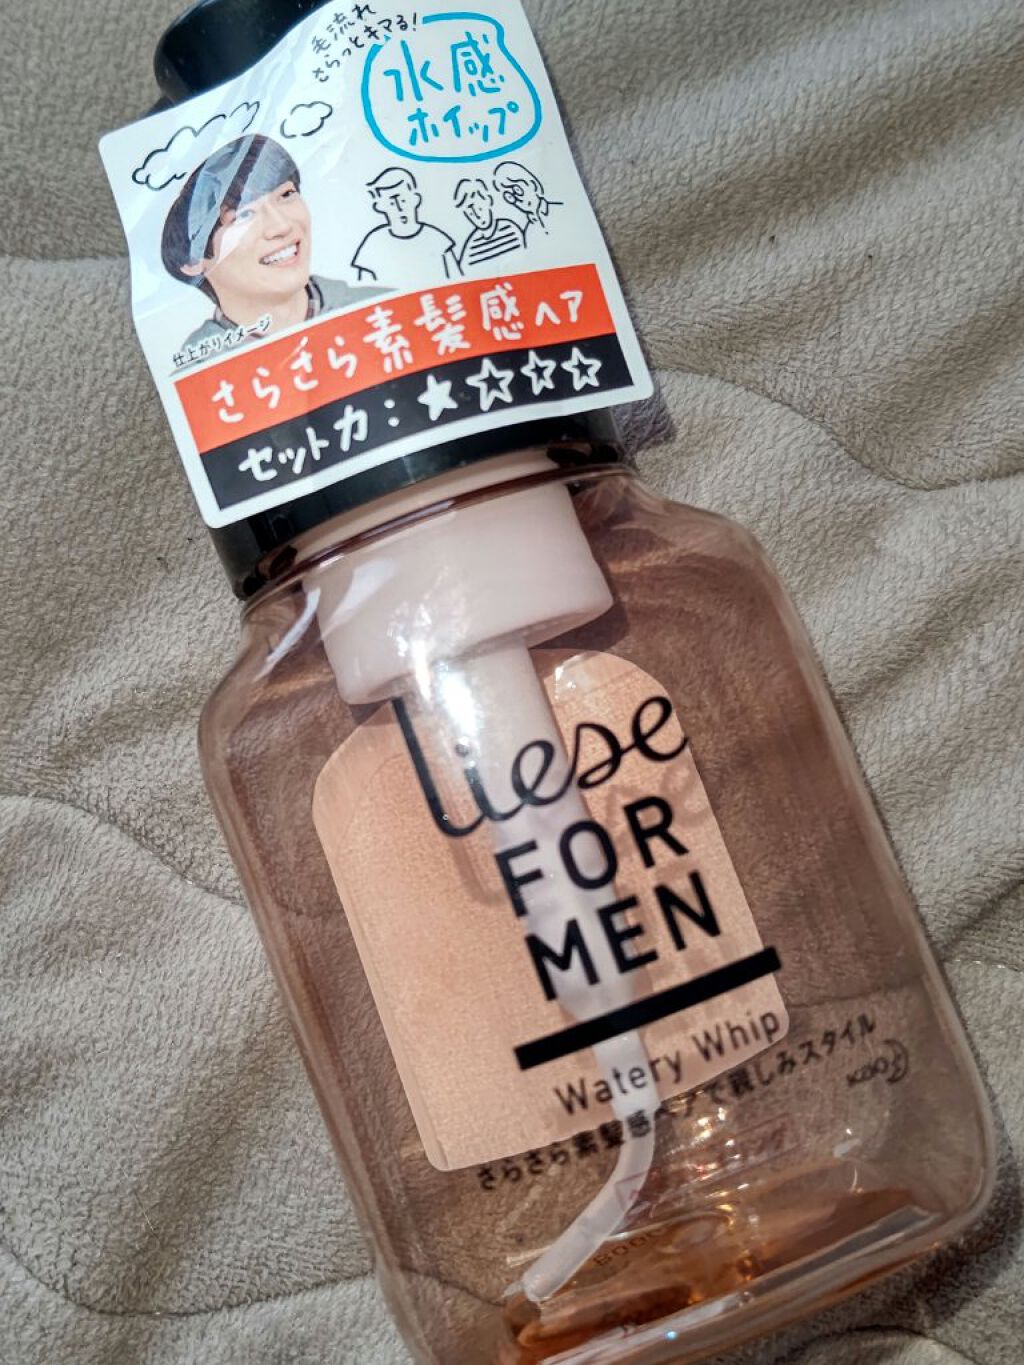 毛流れ
さらっとキマる!
水感
ホイップ
仕上がりイメージ
さらさら素髪感ヘア
セット力:★☆☆☆
liese
FOR
MEN
Watery Whip
さらさら素髪感ヘアで親しみスタイル
Kao